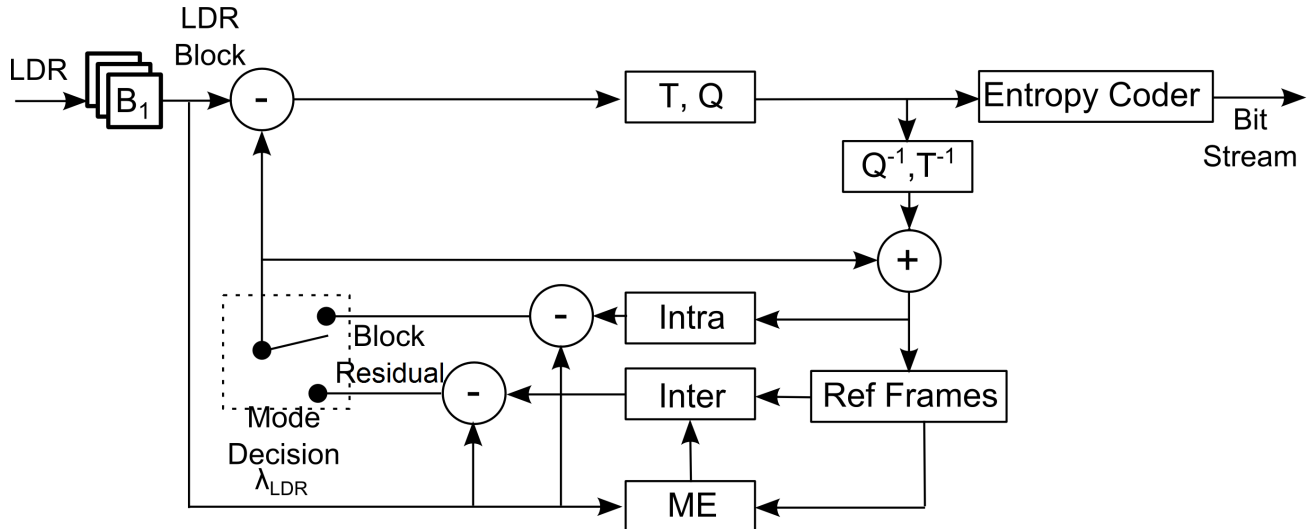 LDR
LDR
Block
B₁
-
T, Q
Entropy Coder
Bit
Stream
Q⁻¹,T⁻¹
+
-
Intra
Block
Residual
-
Inter
Ref Frames
Mode
Decision
λLDR
ME